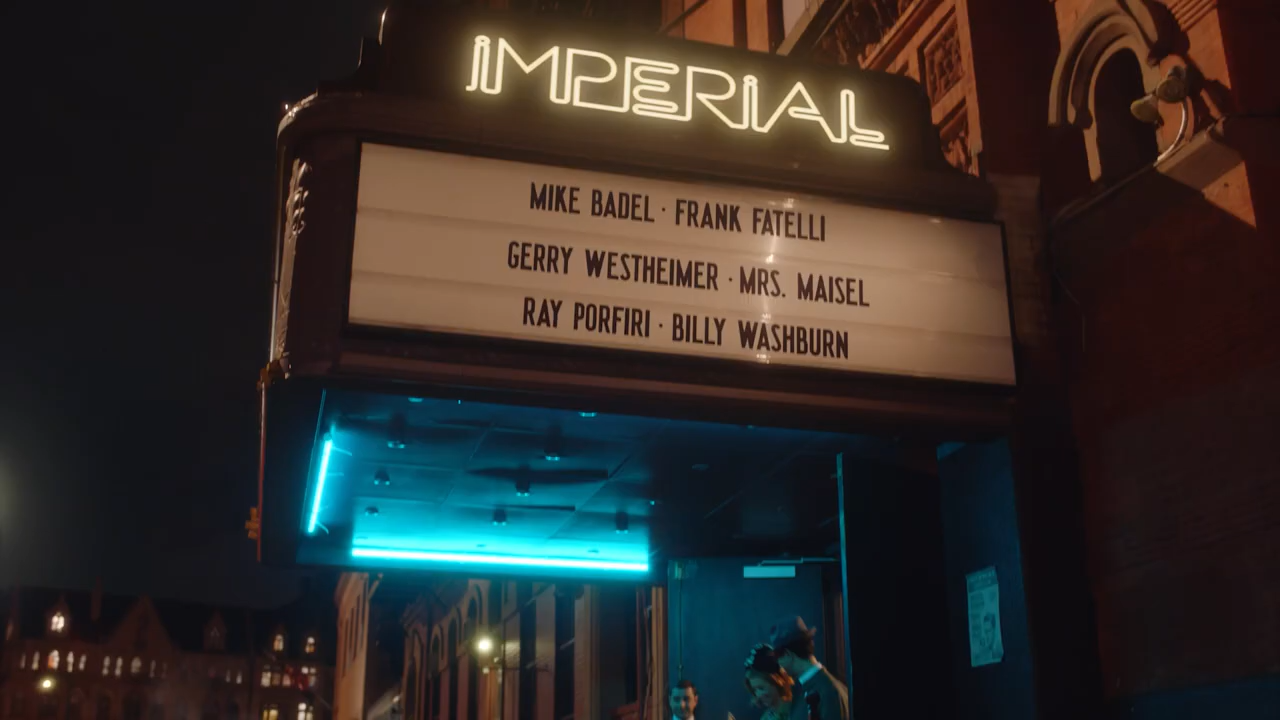 IMPERIAL
MIKE BADEL · FRANK FATELLI
GERRY WESTHEIMER · MRS. MAISEL
RAY PORFIRI · BILLY WASHBURN